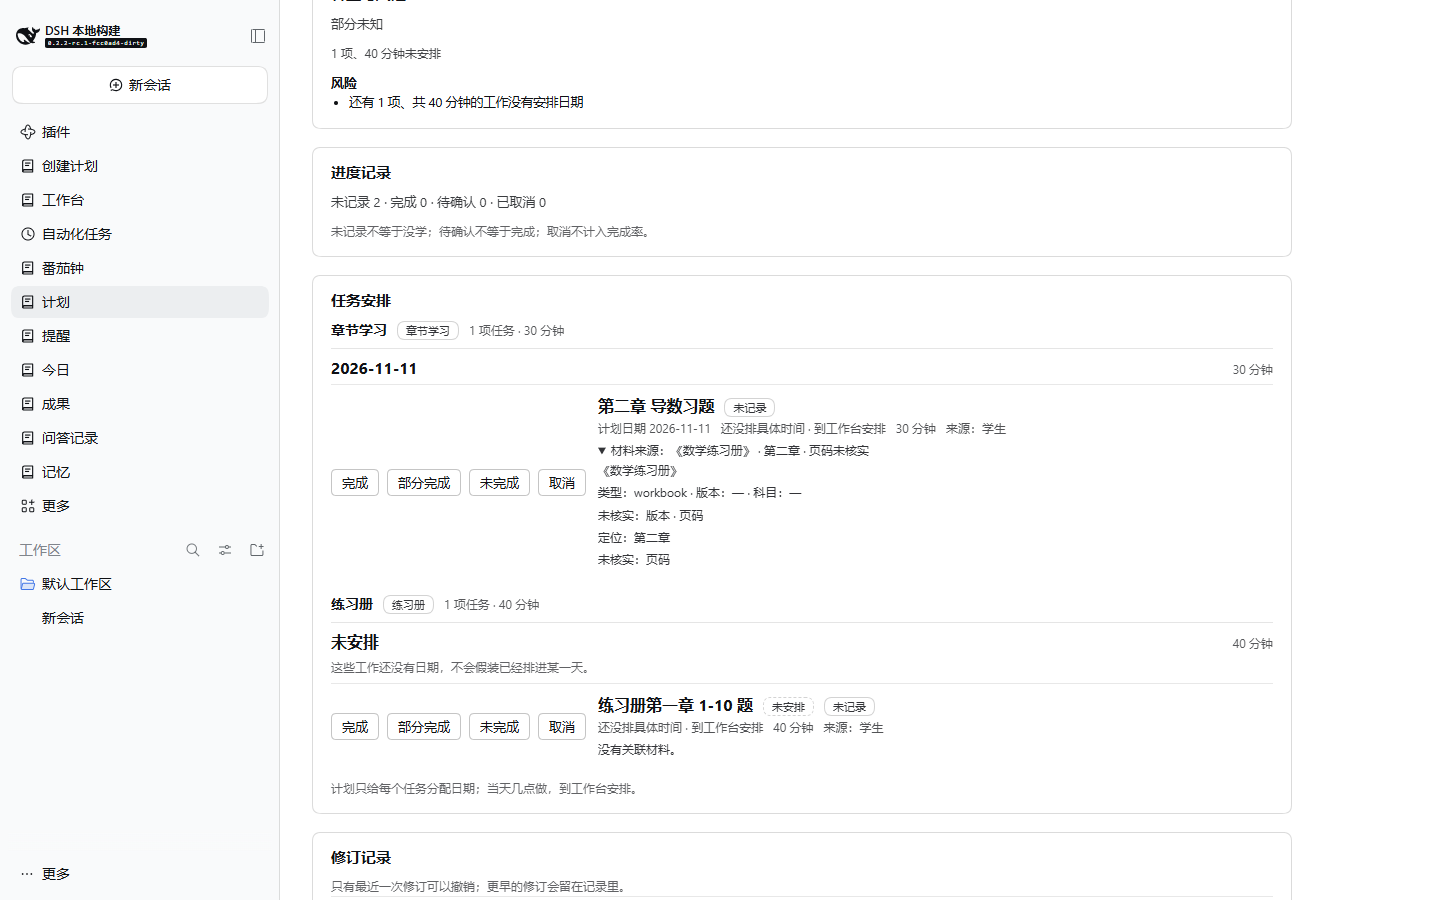 DSH 本地构建
0.3.2-rc.1-fcc0ad4-dirty
新会话
插件
创建计划
工作台
自动化任务
番茄钟
计划
提醒
今日
成果
问答记录
记忆
更多
工作区
默认工作区
新会话
更多
部分未知
1 项、40 分钟未安排
风险
还有 1 项、共 40 分钟的工作没有安排日期
进度记录
未记录 2 · 完成 0 · 待确认 0 · 已取消 0
未记录不等于没学；待确认不等于完成；取消不计入完成率。
任务安排
章节学习 章节学习 1 项任务 · 30 分钟
2026-11-11 30 分钟
第二章 导数习题 未记录
计划日期 2026-11-11 还没排具体时间 · 到工作台安排 30 分钟 来源：学生
▼ 材料来源：《数学练习册》 · 第二章 · 页码未核实
《数学练习册》
完成 部分完成 未完成 取消
类型：workbook · 版本：— · 科目：—
未核实：版本 · 页码
定位：第二章
未核实：页码
练习册 练习册 1 项任务 · 40 分钟
未安排 40 分钟
这些工作还没有日期，不会假装已经排进某一天。
练习册第一章 1-10 题 未安排 未记录
完成 部分完成 未完成 取消
还没排具体时间 · 到工作台安排 40 分钟 来源：学生
没有关联材料。
计划只给每个任务分配日期；当天几点做，到工作台安排。
修订记录
只有最近一次修订可以撤销；更早的修订会留在记录里。